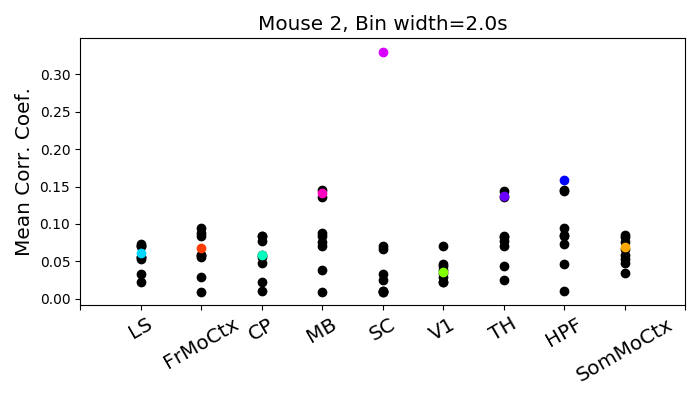 Mouse 2, Bin width=2.0s
Mean Corr. Coef.
0.30
0.25
0.20
0.15
0.10
0.05
0.00
LS
FrMoCtx
CP
MB
SC
V1
TH
HPF
SomMoCtx